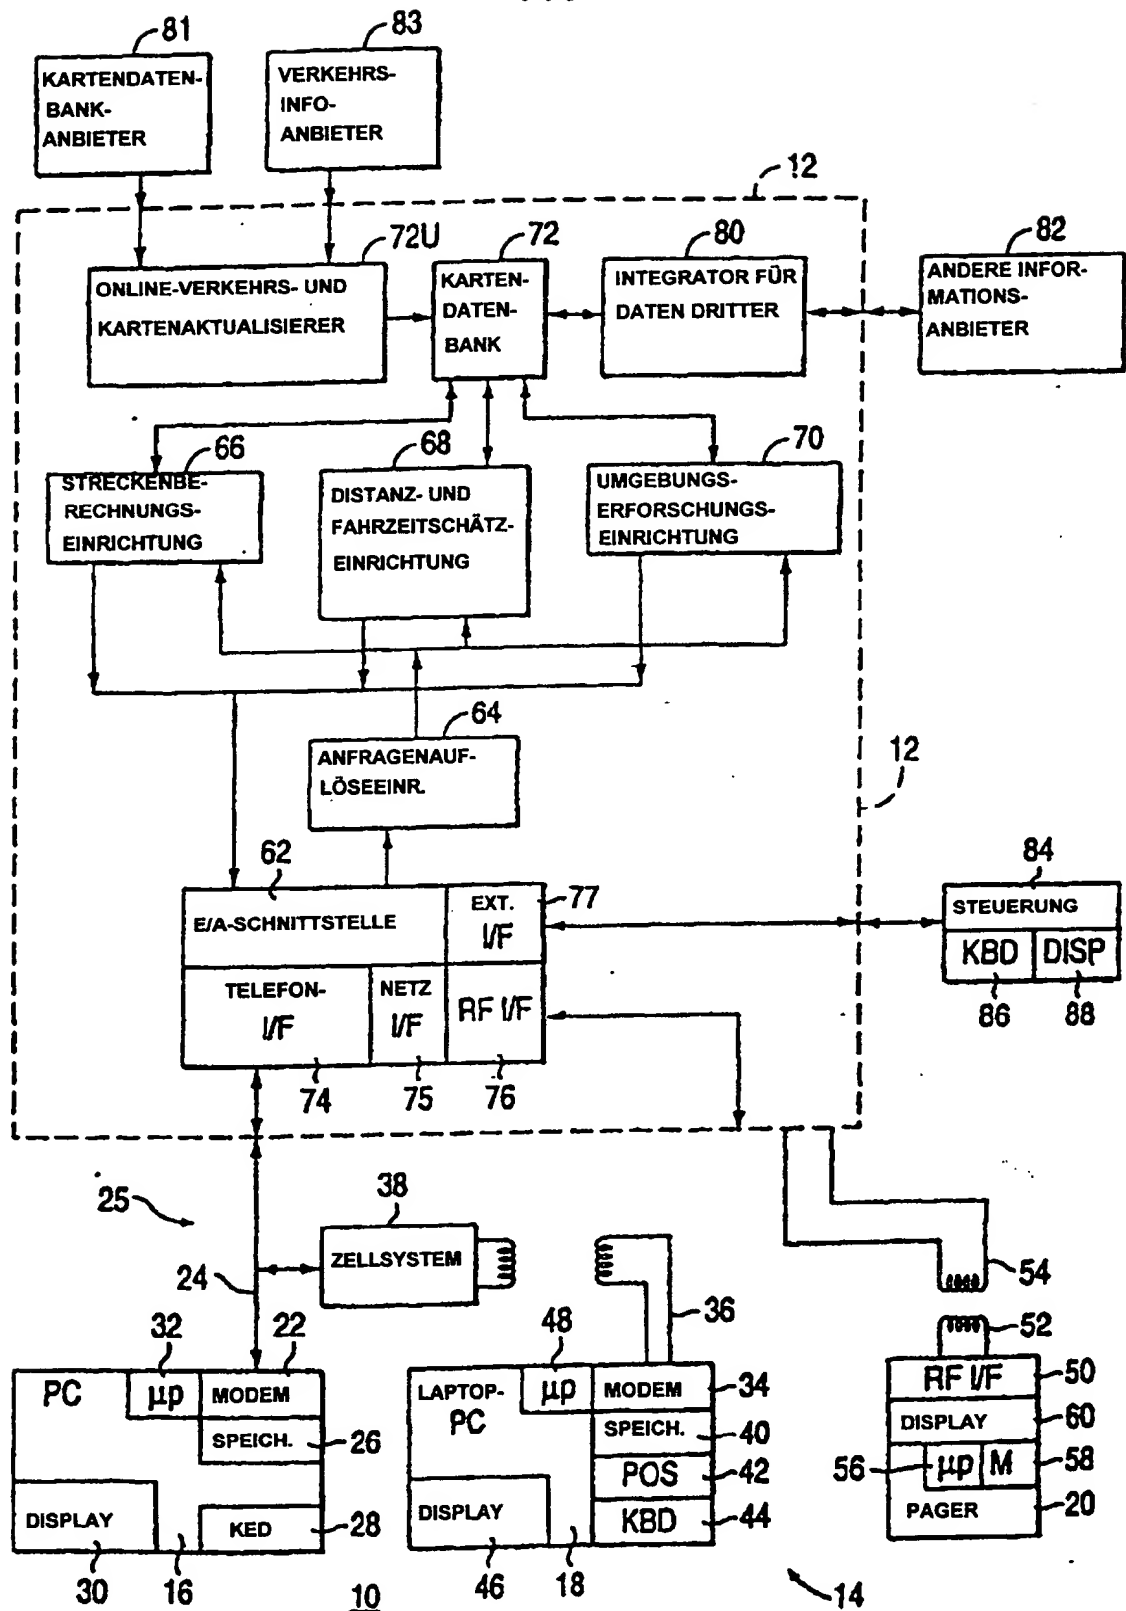 81
83
KARTENDATEN-
BANK-
ANBIETER
VERKEHRS-
INFO-
ANBIETER
12
72U
72
80
82
ONLINE-VERKEHRS- UND
KARTENAKTUALISIERER
KARTEN-
DATEN-
BANK
INTEGRATOR FÜR
DATEN DRITTER
ANDERE INFOR-
MATIONS-
ANBIETER
66
68
70
STRECKENBE-
RECHNUNGS-
EINRICHTUNG
DISTANZ- UND
FAHRZEITSCHÄTZ-
EINRICHTUNG
UMGEBUNGS-
ERFORSCHUNGS-
EINRICHTUNG
64
ANFRAGENAUF-
LÖSEEINR.
12
62
77
84
E/A-SCHNITTSTELLE
EXT.
I/F
STEUERUNG
KBD
DISP
86
88
TELEFON-
I/F
NETZ
I/F
RF I/F
74
75
76
25
38
ZELLSYSTEM
24
54
36
52
32
22
48
PC
µp
MODEM
SPEICH.
26
DISPLAY
KED
28
30
16
LAPTOP-
PC
µp
MODEM
34
SPEICH.
40
POS
42
DISPLAY
KBD
44
46
18
RF I/F
50
DISPLAY
60
56
µp
M
58
PAGER
20
10
14